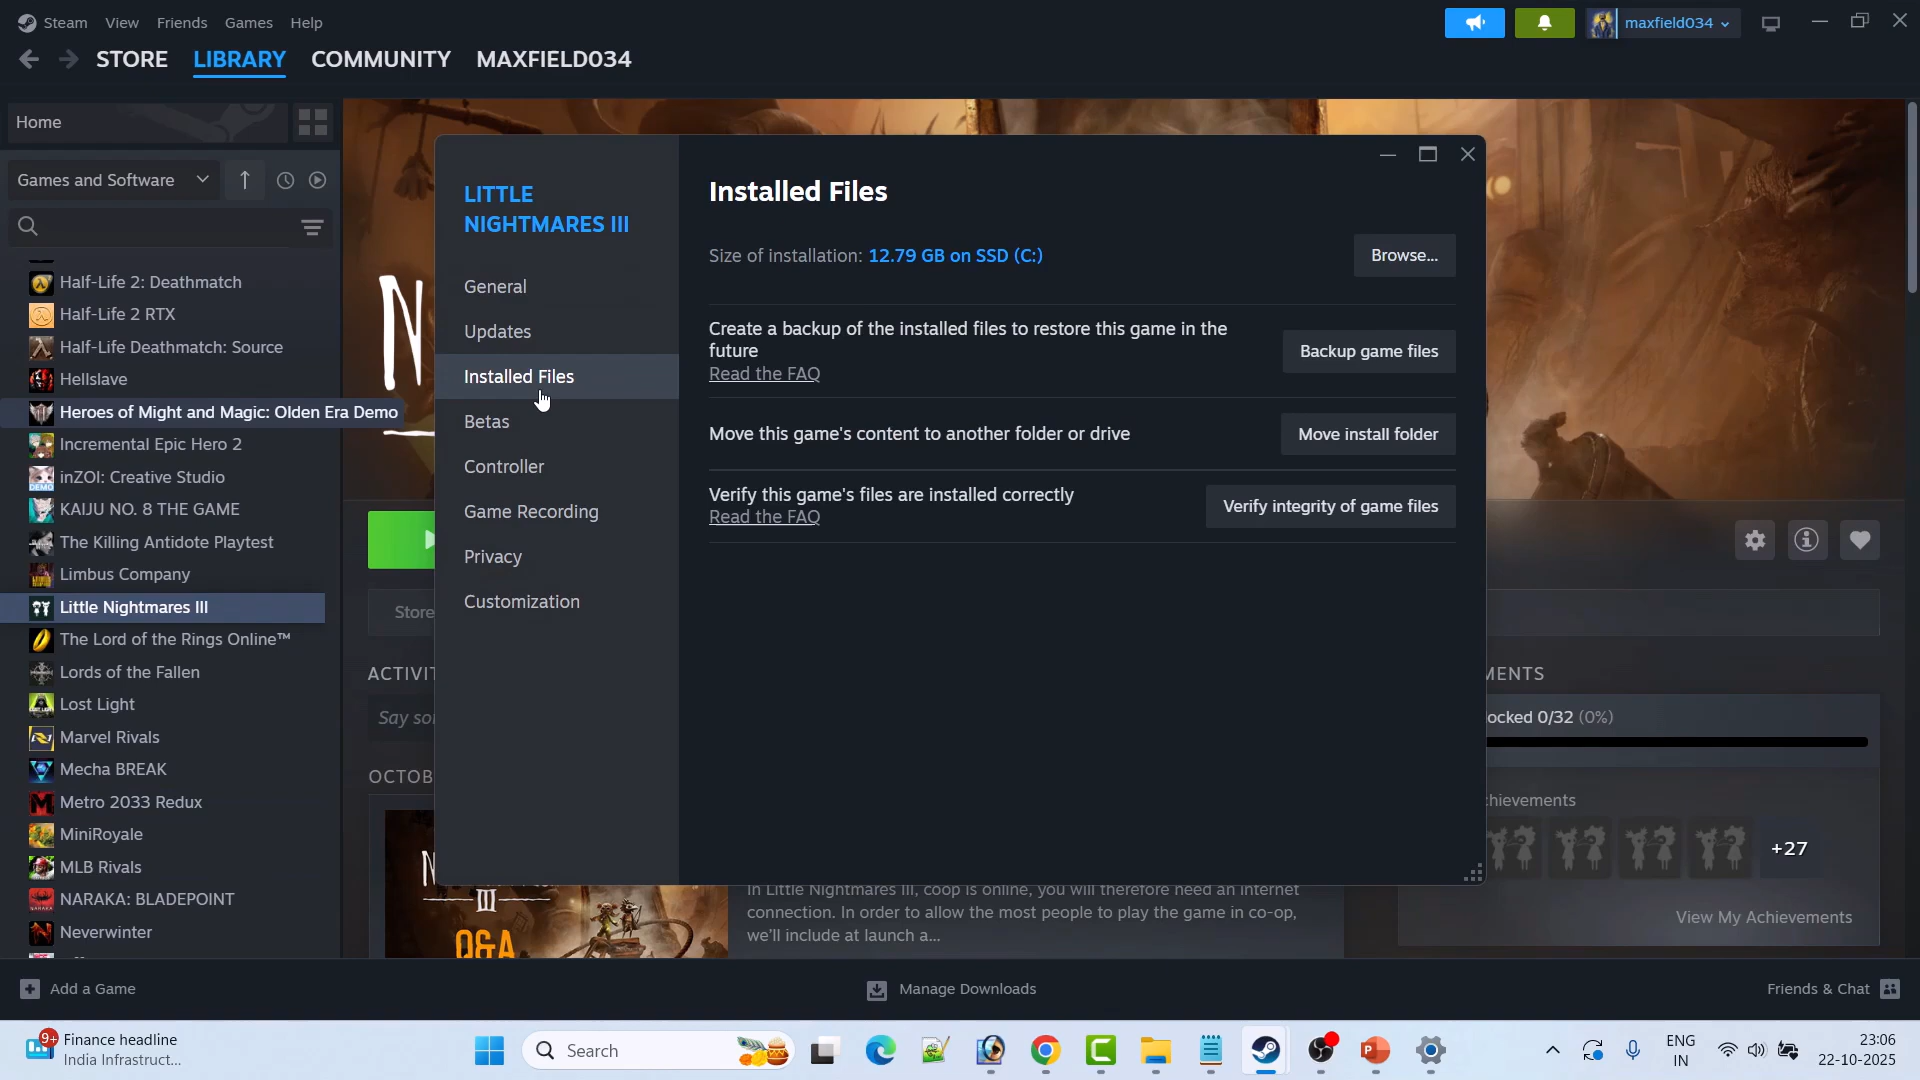 Steam View Friends Games Help
maxfield034
STORE LIBRARY COMMUNITY MAXFIELD034
Home
Games and Software
Half-Life 2: Deathmatch
Half-Life 2 RTX
Half-Life Deathmatch: Source
Hellslave
Heroes of Might and Magic: Olden Era Demo
Incremental Epic Hero 2
inZOI: Creative Studio
KAIJU NO. 8 THE GAME
The Killing Antidote Playtest
Limbus Company
Little Nightmares III
The Lord of the Rings Online™
Lords of the Fallen
Lost Light
Marvel Rivals
Mecha BREAK
Metro 2033 Redux
MiniRoyale
MLB Rivals
NARAKA: BLADEPOINT
Neverwinter
LITTLE
NIGHTMARES III
General
Updates
Installed Files
Betas
Controller
Game Recording
Privacy
Customization
Installed Files
Size of installation: 12.79 GB on SSD (C:)
Browse...
Create a backup of the installed files to restore this game in the
future
Read the FAQ
Backup game files
Move this game's content to another folder or drive
Move install folder
Verify this game's files are installed correctly
Read the FAQ
Verify integrity of game files
N
Store
ACTIVIT
Say so
OCTOB
N
III
Q&A
In Little Nightmares III, coop is online, you will therefore need an internet
connection. In order to allow the most people to play the game in co-op,
we'll include at launch a...
MENTS
ocked 0/32 (0%)
chievements
+27
View My Achievements
Add a Game
Manage Downloads
Friends & Chat
9+
Finance headline
India Infrastruct...
Search
ENG
IN
23:06
22-10-2025